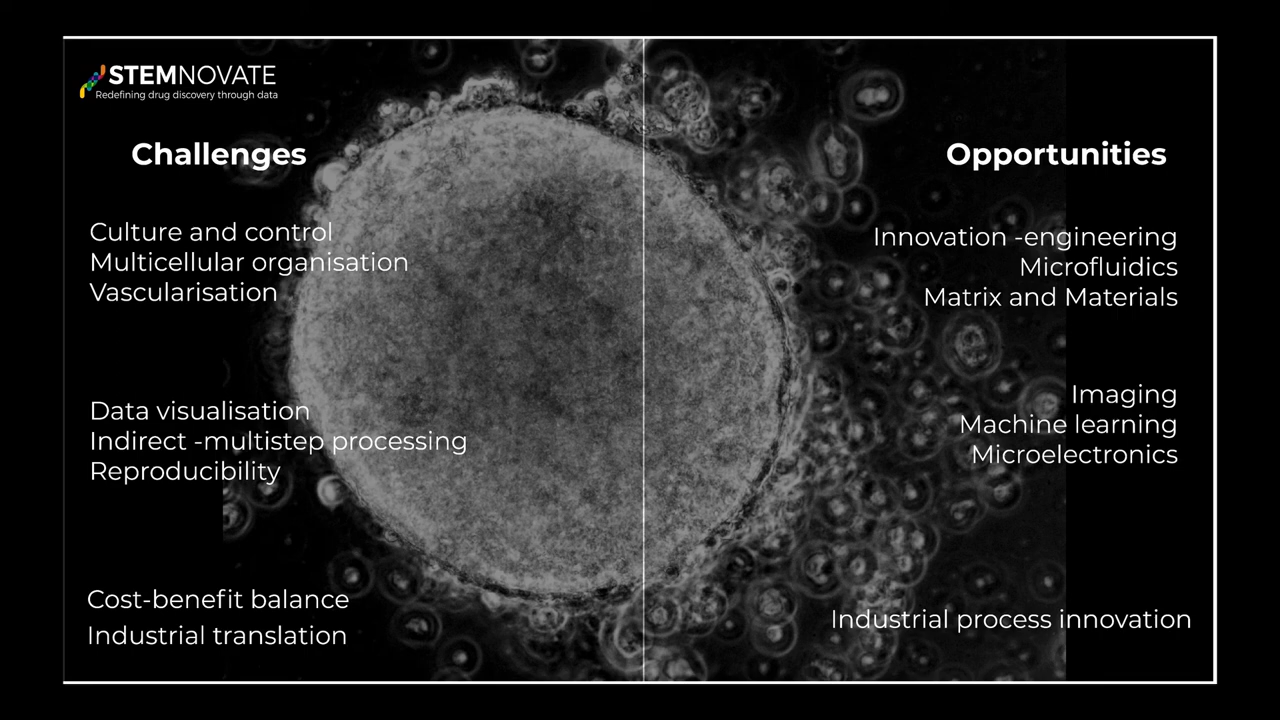 STEMNOVATE
Redefining drug discovery through data
Challenges
Culture and control
Multicellular organisation
Vascularisation
Data visualisation
Indirect -multistep processing
Reproducibility
Cost-benefit balance
Industrial translation
Opportunities
Innovation -engineering
Microfluidics
Matrix and Materials
Imaging
Machine learning
Microelectronics
Industrial process innovation